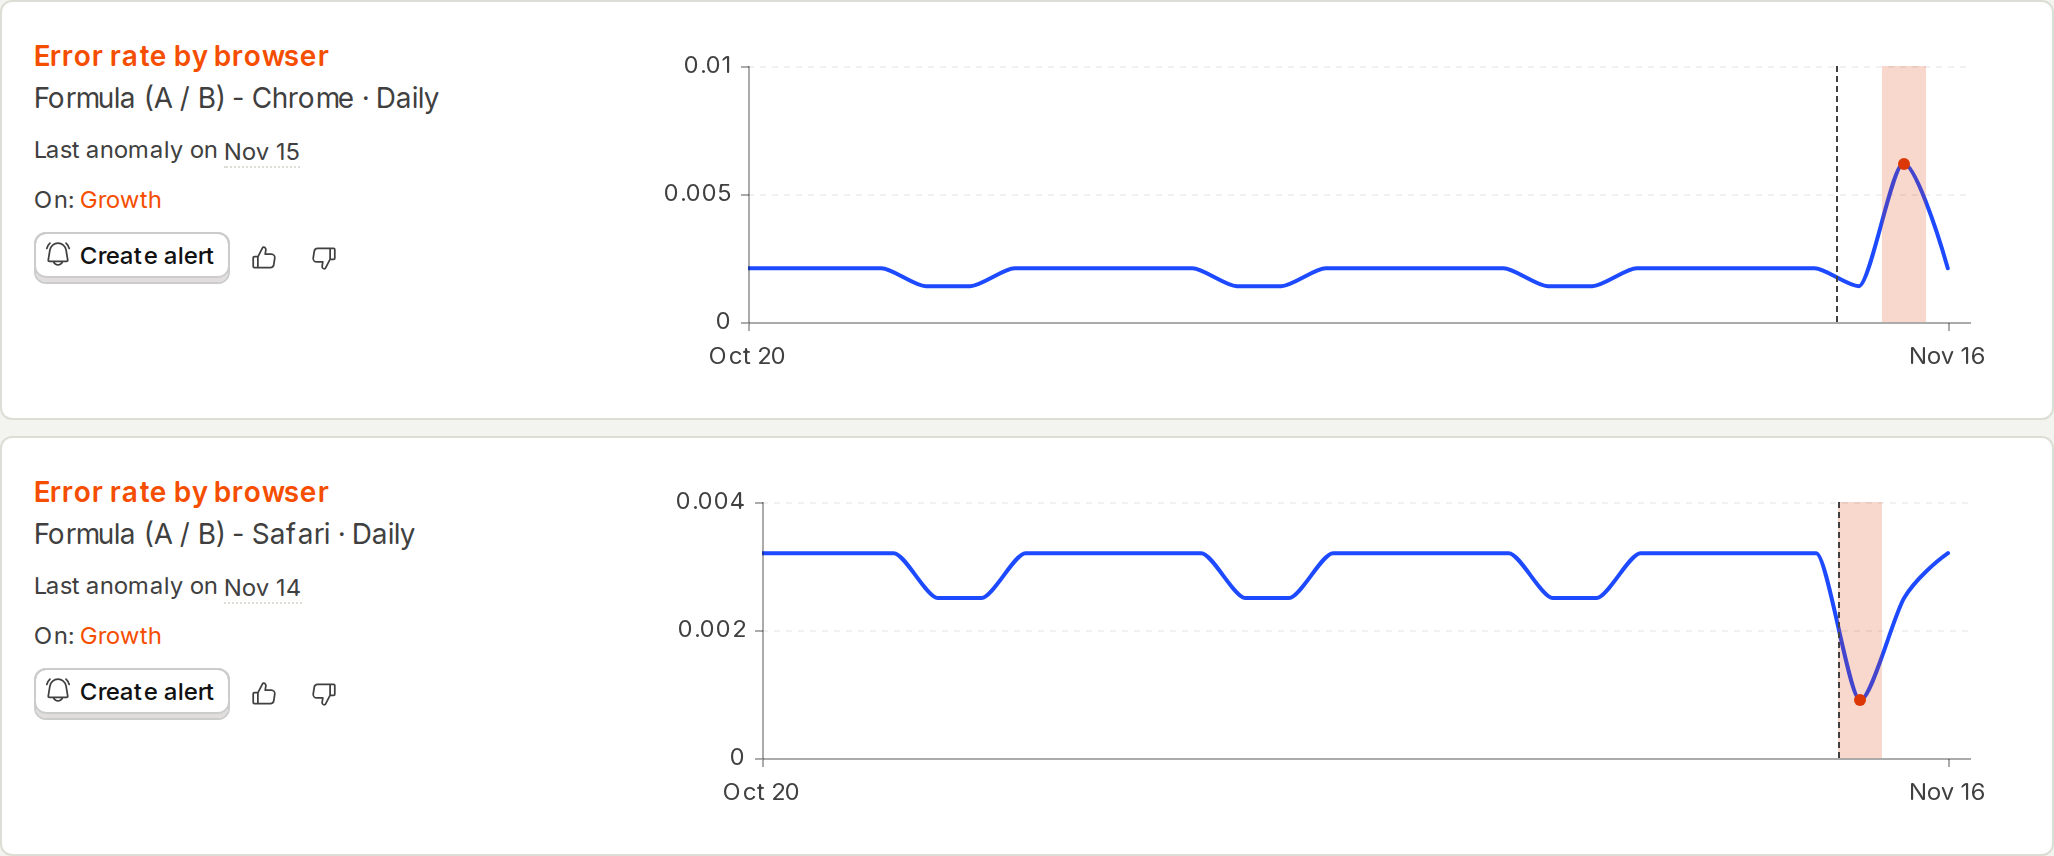 Error rate by browser
Formula (A / B) - Chrome · Daily
Last anomaly on Nov 15
On: Growth
Create alert
0.01
0.005
0
Oct 20
Nov 16
Error rate by browser
Formula (A / B) - Safari · Daily
Last anomaly on Nov 14
On: Growth
Create alert
0.004
0.002
0
Oct 20
Nov 16